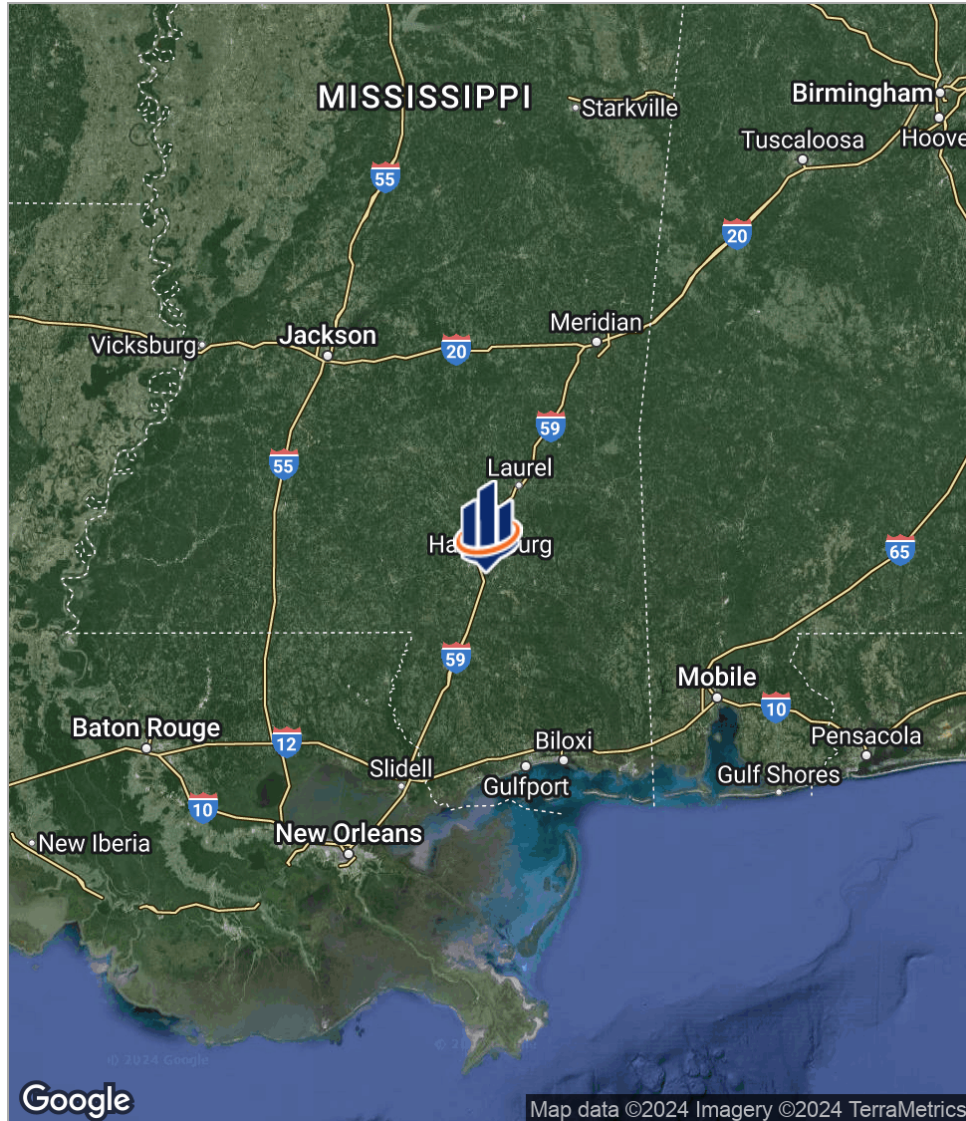 MISSISSIPPI
Starkville
Birmingham
Hoove
Tuscaloosa
55
20
Vicksburg
Jackson
20
Meridian
59
55
Laurel
65
59
Mobile
10
Baton Rouge
12
Biloxi
Pensacola
Slidell
Gulfport
Gulf Shores
10
New Orleans
New Iberia
© 2024 Google
Google
Map data ©2024 Imagery ©2024 TerraMetrics